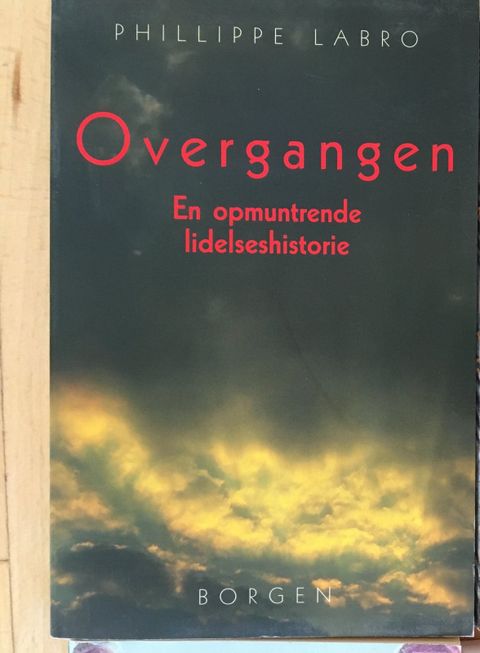 PHILLIPPE LABRO
Overgangen
En opmuntrende
lidelseshistorie
BORGEN